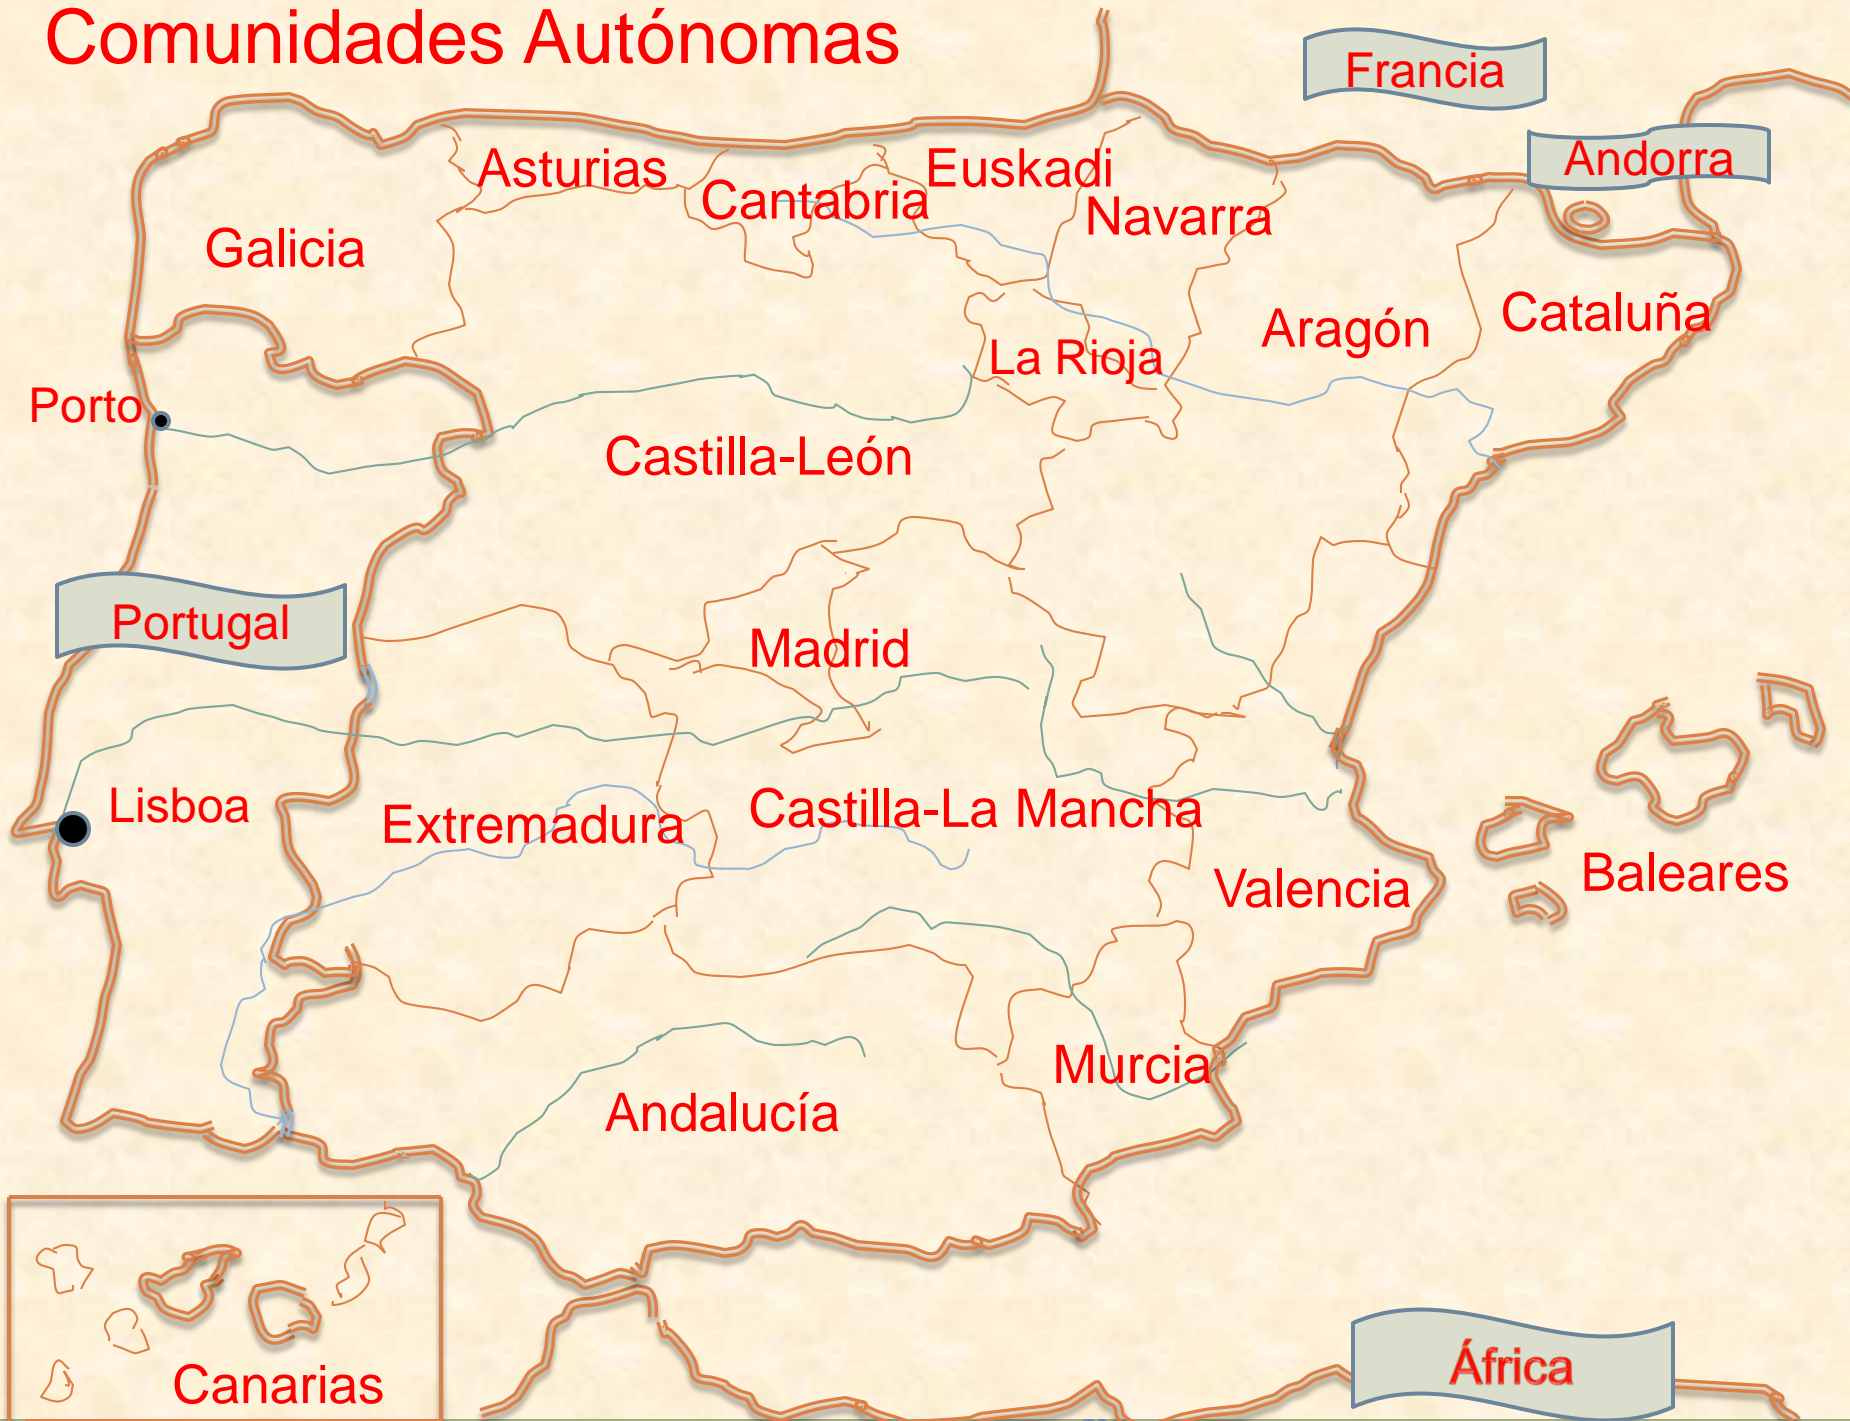 Comunidades Autónomas
Francia
Andorra
Asturias
Euskadi
Cantabria
Navarra
Galicia
Cataluña
Aragón
La Rioja
Porto
Castilla-León
Portugal
Madrid
Lisboa
Extremadura
Castilla-La Mancha
Valencia
Baleares
Murcia
Andalucía
Canarias
África